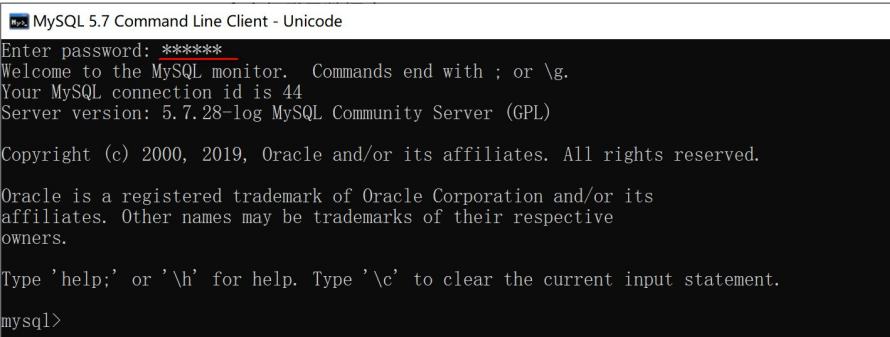 MySQL 5.7 Command Line Client - Unicode
Enter password: ******
Welcome to the MySQL monitor.  Commands end with ; or \g.
Your MySQL connection id is 44
Server version: 5.7.28-log MySQL Community Server (GPL)
Copyright (c) 2000, 2019, Oracle and/or its affiliates. All rights reserved.
Oracle is a registered trademark of Oracle Corporation and/or its
affiliates. Other names may be trademarks of their respective
owners.
Type 'help;' or '\h' for help. Type '\c' to clear the current input statement.
mysql>